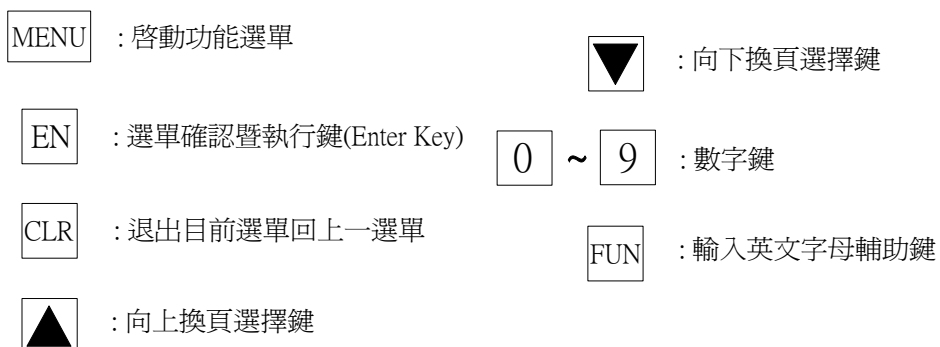 MENU : 啓動功能選單
EN : 選單確認暨執行鍵(Enter Key)
CLR : 退出目前選單回上一選單
▲ : 向上換頁選擇鍵
▼ : 向下換頁選擇鍵
0 ~ 9 : 數字鍵
FUN : 輸入英文字母輔助鍵